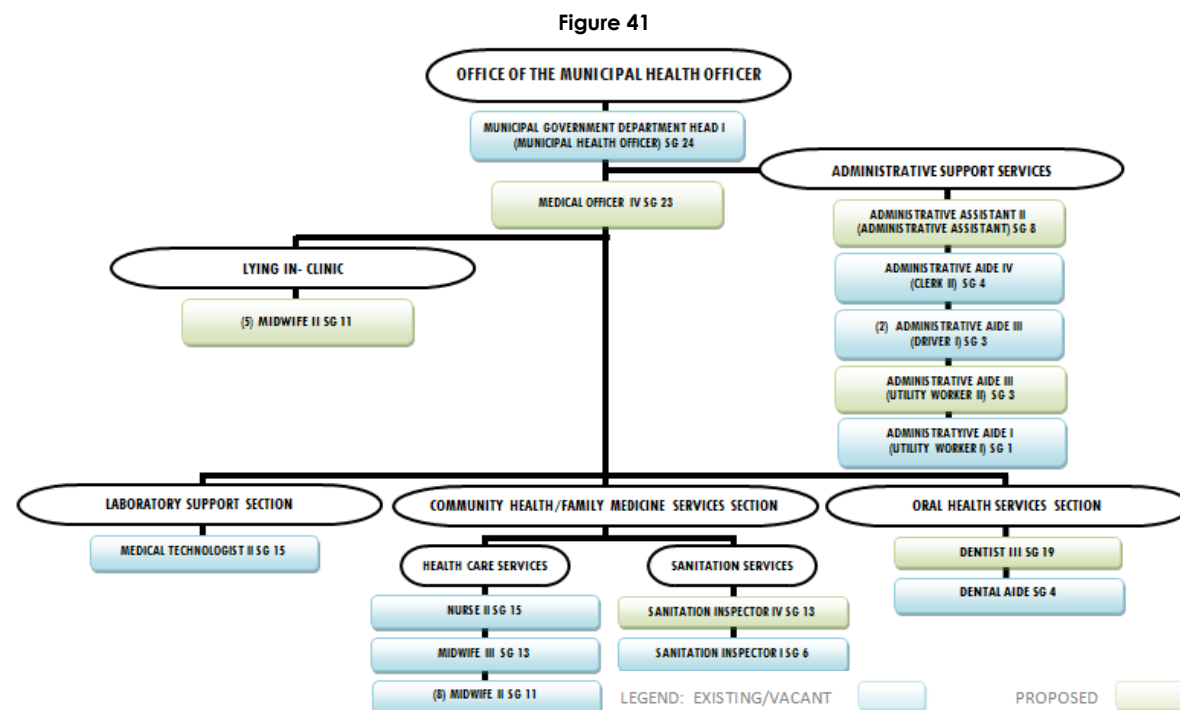 Figure 41
OFFICE OF THE MUNICIPAL HEALTH OFFICER
MUNICIPAL GOVERNMENT DEPARTMENT HEAD I
(MUNICIPAL HEALTH OFFICER) SG 24
ADMINISTRATIVE SUPPORT SERVICES
MEDICAL OFFICER IV SG 23
ADMINISTRATIVE ASSISTANT II
(ADMINISTRATIVE ASSISTANT) SG 8
LYING IN- CLINIC
ADMINISTRATIVE AIDE IV
(CLERK II) SG 4
(5) MIDWIFE II SG 11
(2) ADMINISTRATIVE AIDE III
(DRIVER I) SG 3
ADMINISTRATIVE AIDE III
(UTILITY WORKER II) SG 3
ADMINISTRATYIVE AIDE I
(UTILITY WORKER I) SG 1
LABORATORY SUPPORT SECTION
COMMUNITY HEALTH/FAMILY MEDICINE SERVICES SECTION
ORAL HEALTH SERVICES SECTION
MEDICAL TECHNOLOGIST II SG 15
DENTIST III SG 19
HEALTH CARE SERVICES
SANITATION SERVICES
DENTAL AIDE SG 4
NURSE II SG 15
SANITATION INSPECTOR IV SG 13
MIDWIFE III SG 13
SANITATION INSPECTOR I SG 6
(8) MIDWIFE II SG 11
LEGEND: EXISTING/VACANT
PROPOSED